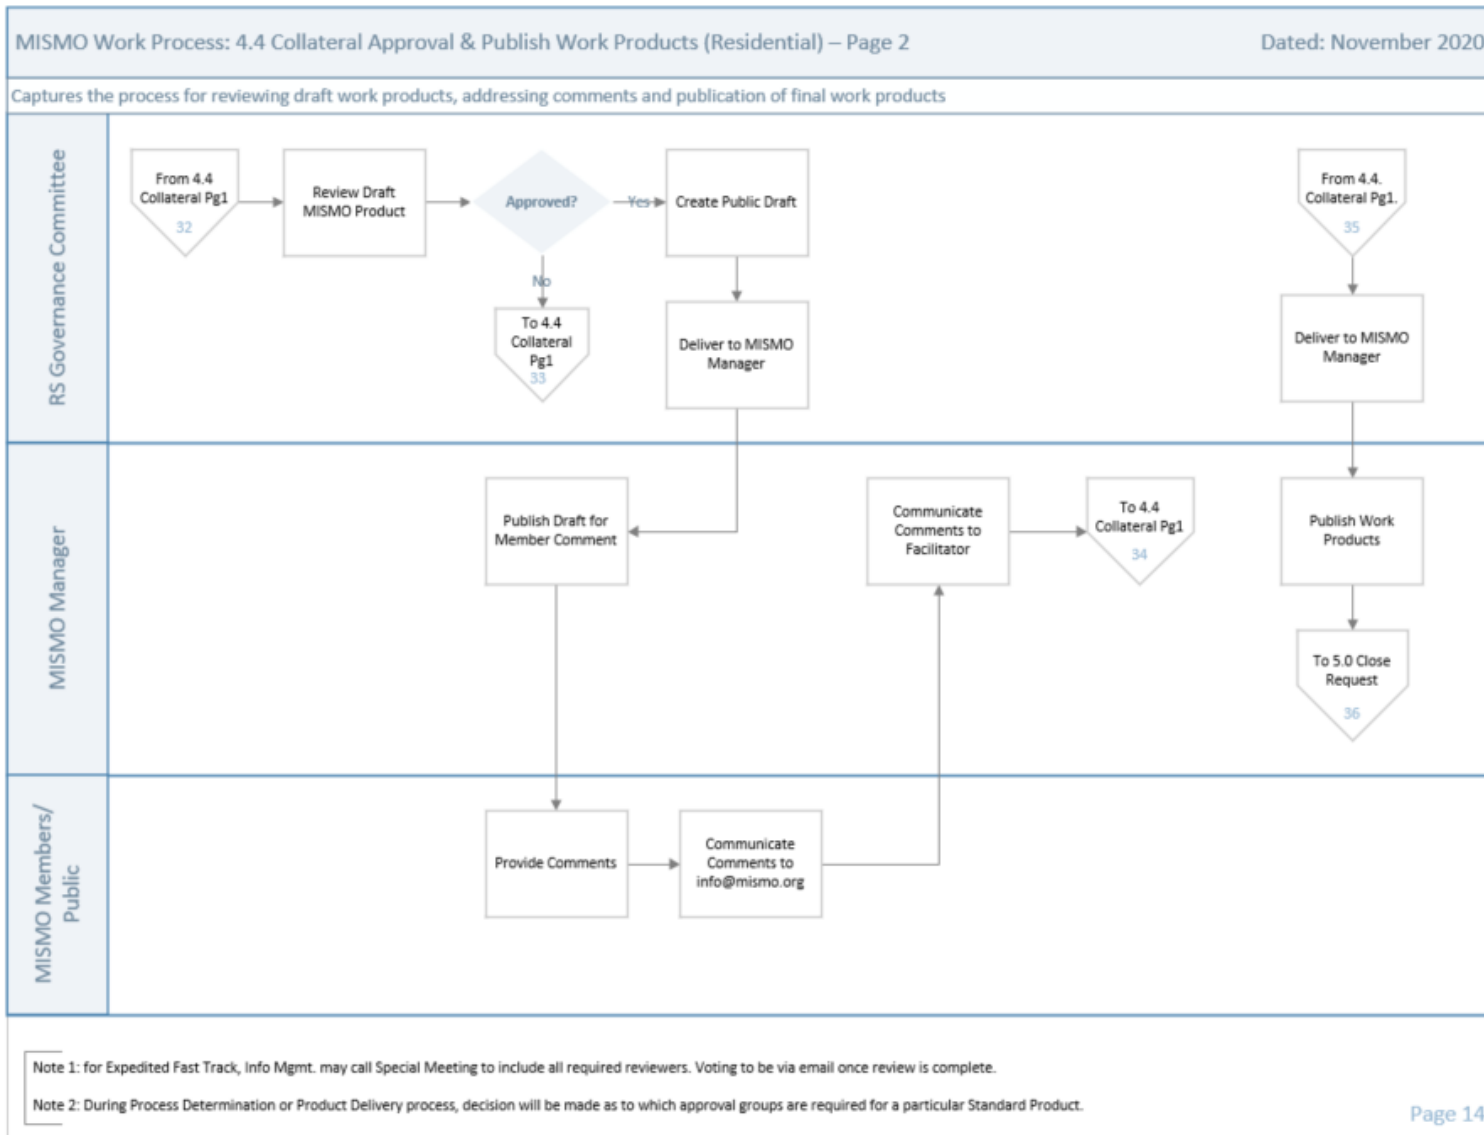 MISMO Work Process: 4.4 Collateral Approval & Publish Work Products (Residential) – Page 2
Dated: November 2020
Captures the process for reviewing draft work products, addressing comments and publication of final work products
RS Governance Committee
From 4.4
Collateral Pg1
32
Review Draft
MISMO Product
Approved?
Yes
Create Public Draft
No
To 4.4
Collateral
Pg1
33
Deliver to MISMO
Manager
From 4.4.
Collateral Pg1.
35
Deliver to MISMO
Manager
MISMO Manager
Publish Draft for
Member Comment
Communicate
Comments to
Facilitator
To 4.4
Collateral Pg1
34
Publish Work
Products
To 5.0 Close
Request
36
MISMO Members/
Public
Provide Comments
Communicate
Comments to
info@mismo.org
Note 1: for Expedited Fast Track, Info Mgmt. may call Special Meeting to include all required reviewers. Voting to be via email once review is complete.
Note 2: During Process Determination or Product Delivery process, decision will be made as to which approval groups are required for a particular Standard Product.
Page 14